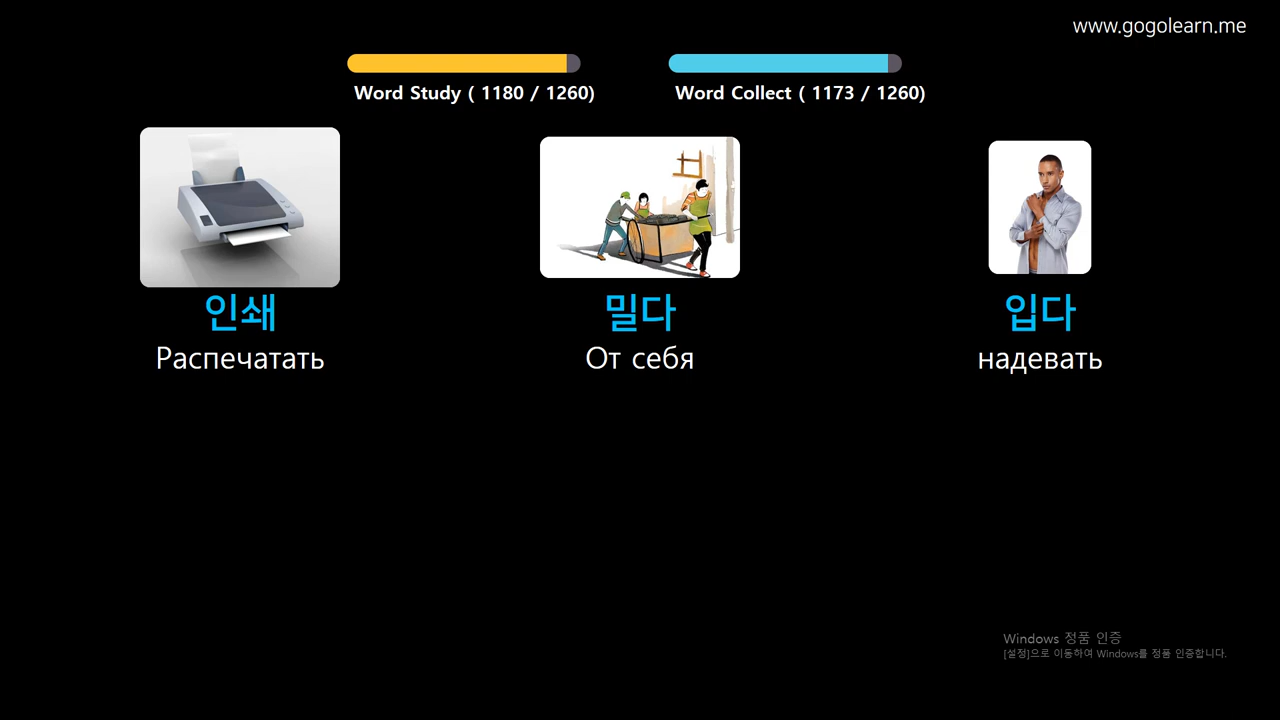 www.gogolearn.me
Word Study ( 1180 / 1260)
Word Collect ( 1173 / 1260)
인쇄
Распечатать
밀다
От себя
입다
надевать
Windows 정품 인증
[설정]으로 이동하여 Windows를 정품 인증합니다.